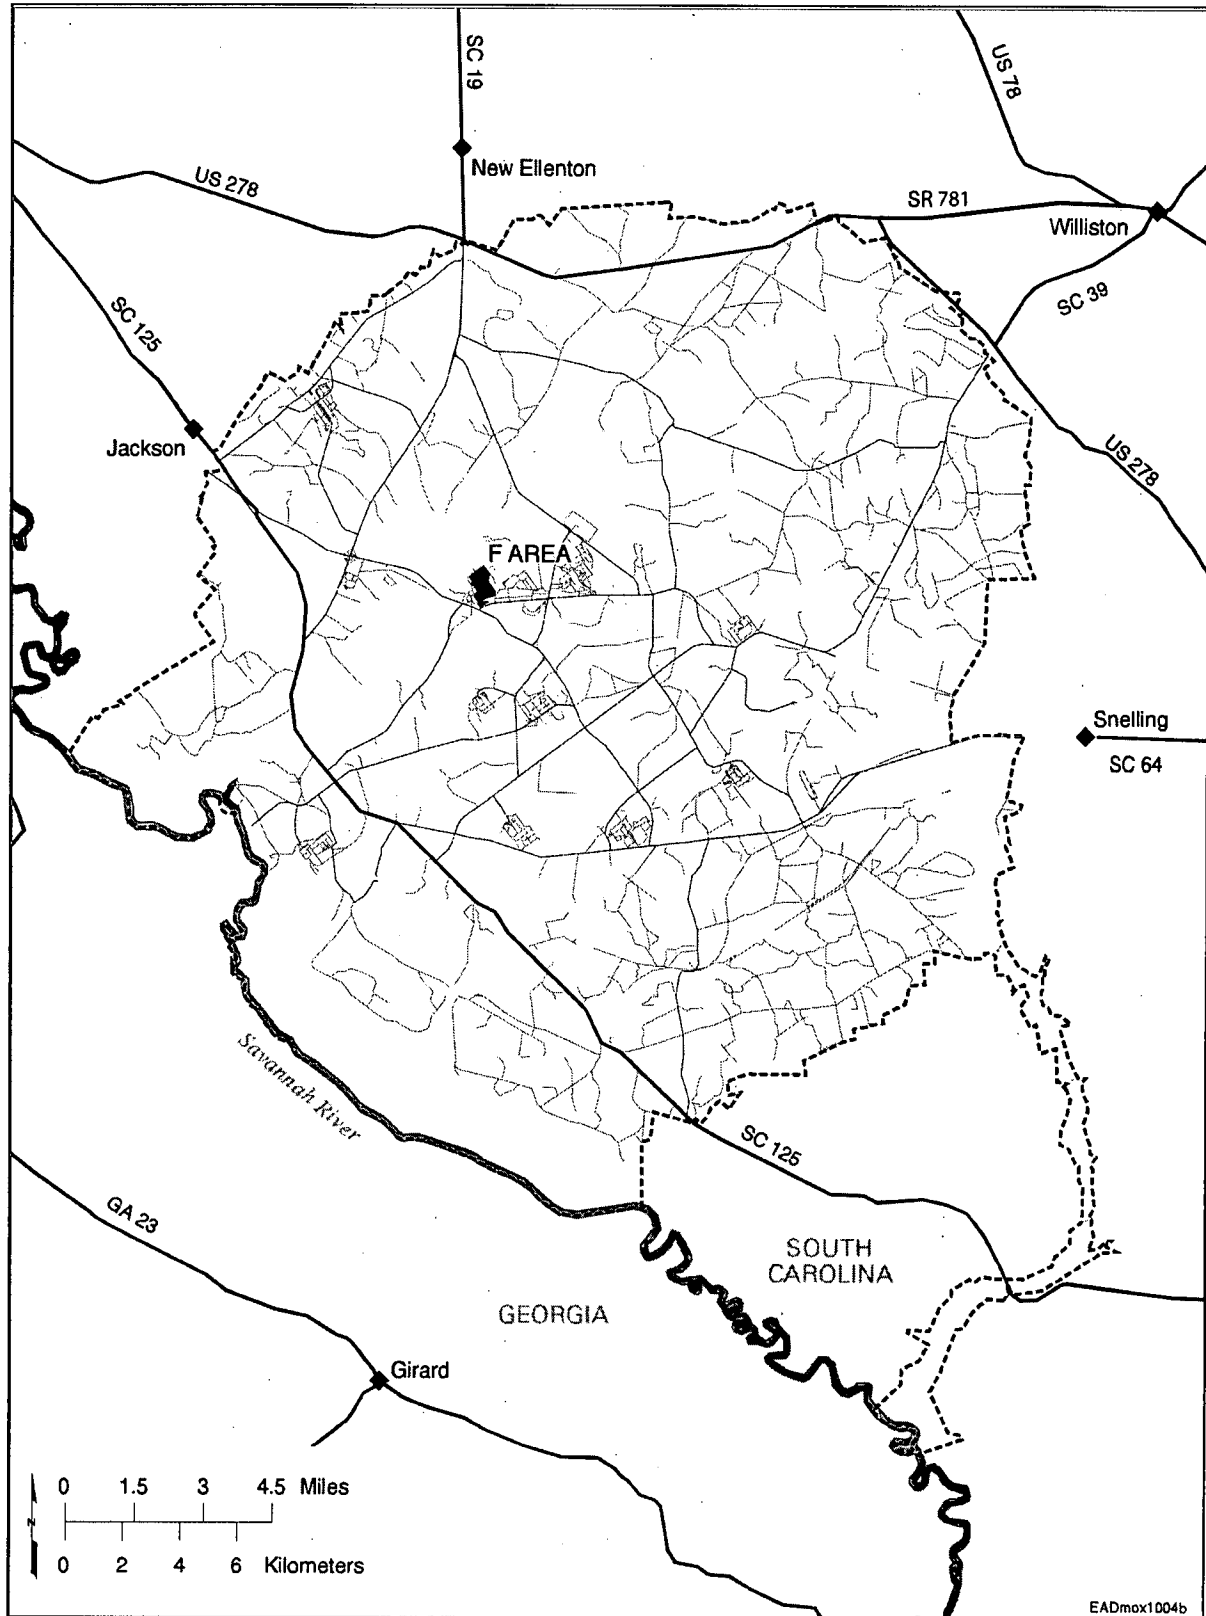 SC 19
US 78
New Ellenton
US 278
SR 781
Williston
SC 39
SC 125
Jackson
US 278
F AREA
Snelling
SC 64
Savannah River
SC 125
GA 23
SOUTH
CAROLINA
GEORGIA
Girard
0 1.5 3 4.5 Miles
N
0 2 4 6 Kilometers
EADmox1004b